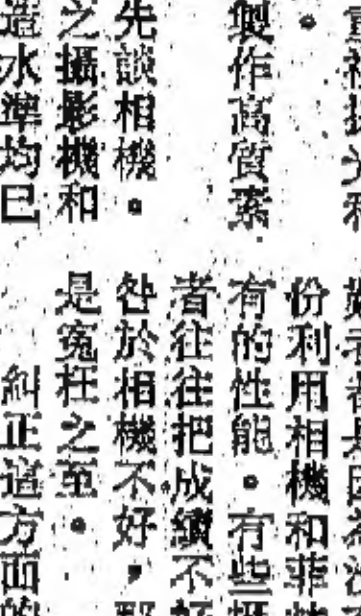 製作高質素
先談相機。
之攝影機和
造水準均已
份利用相機和菲
有的性能。有些
者往往把成績不
咎於相機不好，
是寃枉之至。
糾正這方面的